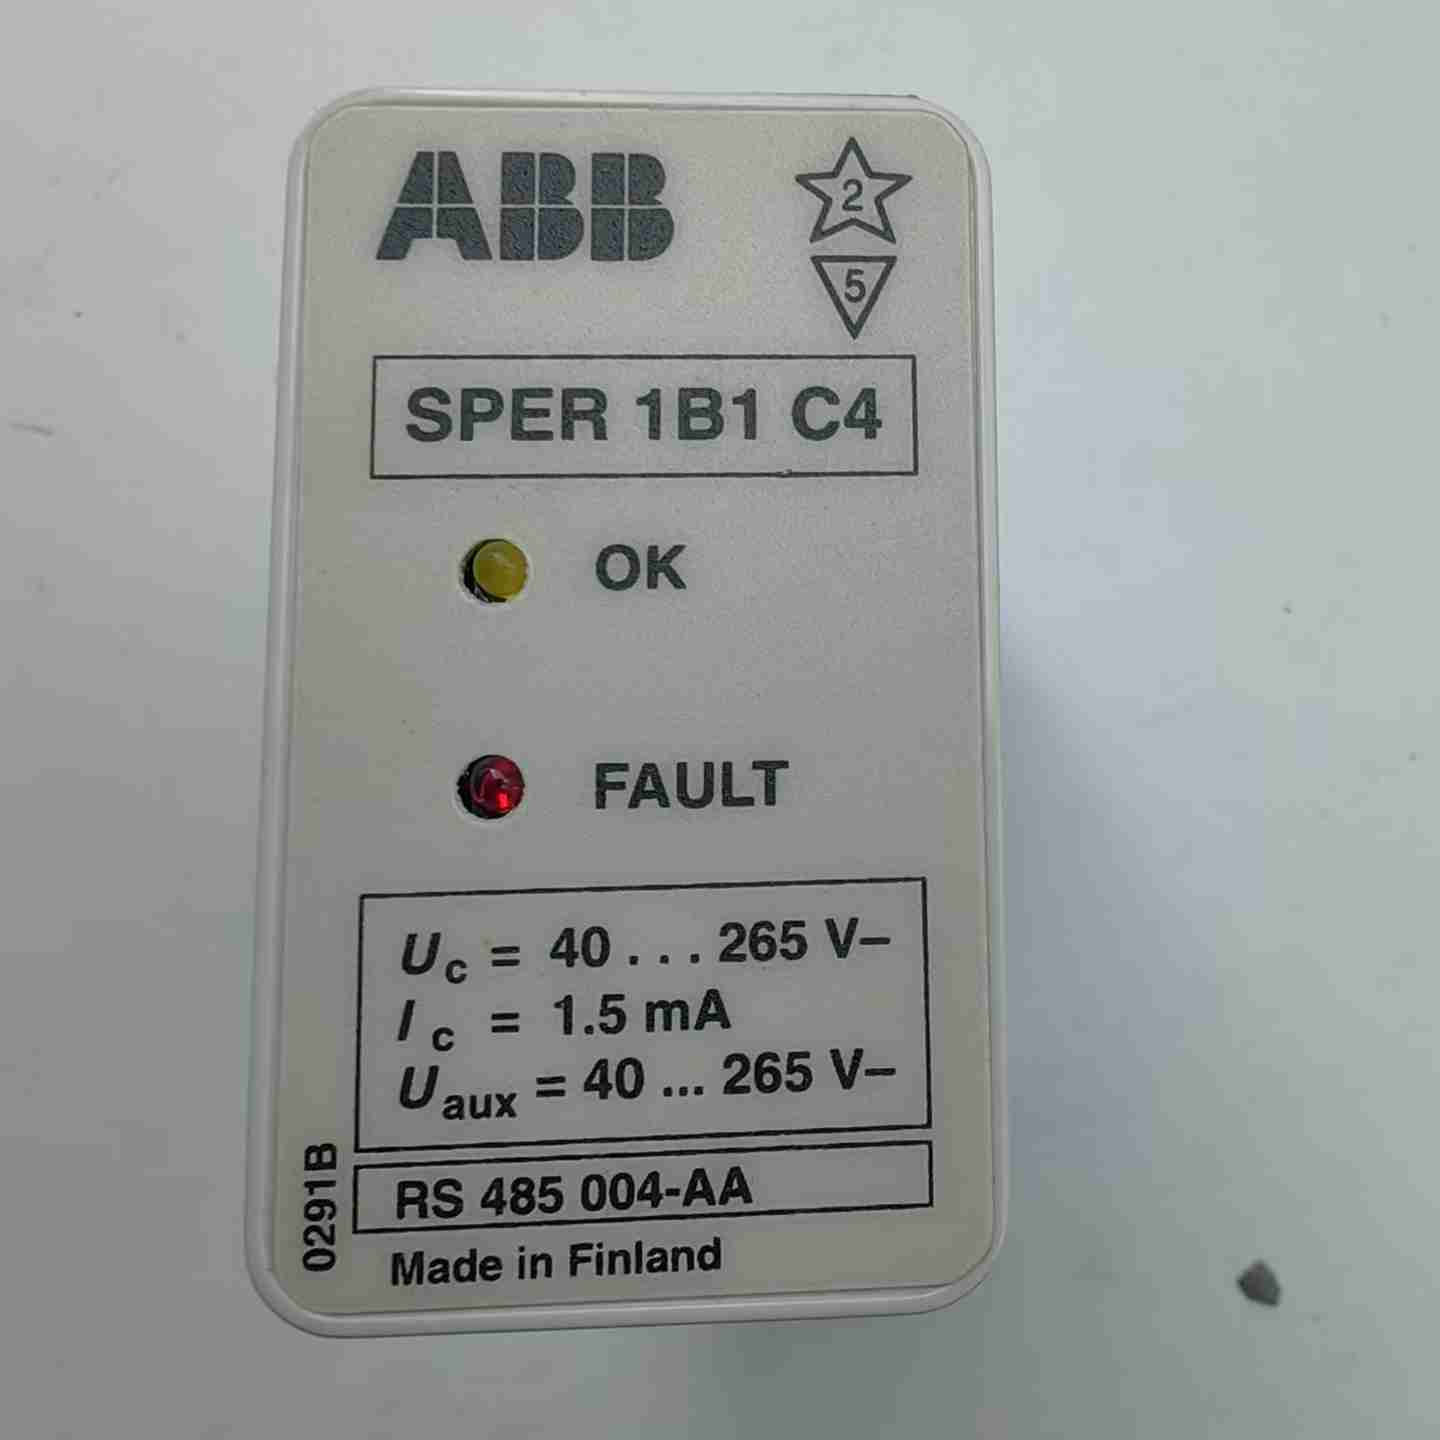 ABB
2
5
SPER 1B1 C4
OK
FAULT
Uc = 40 . . . 265 V–
Ic = 1.5 mA
Uaux = 40 ... 265 V–
RS 485 004-AA
Made in Finland
0291B